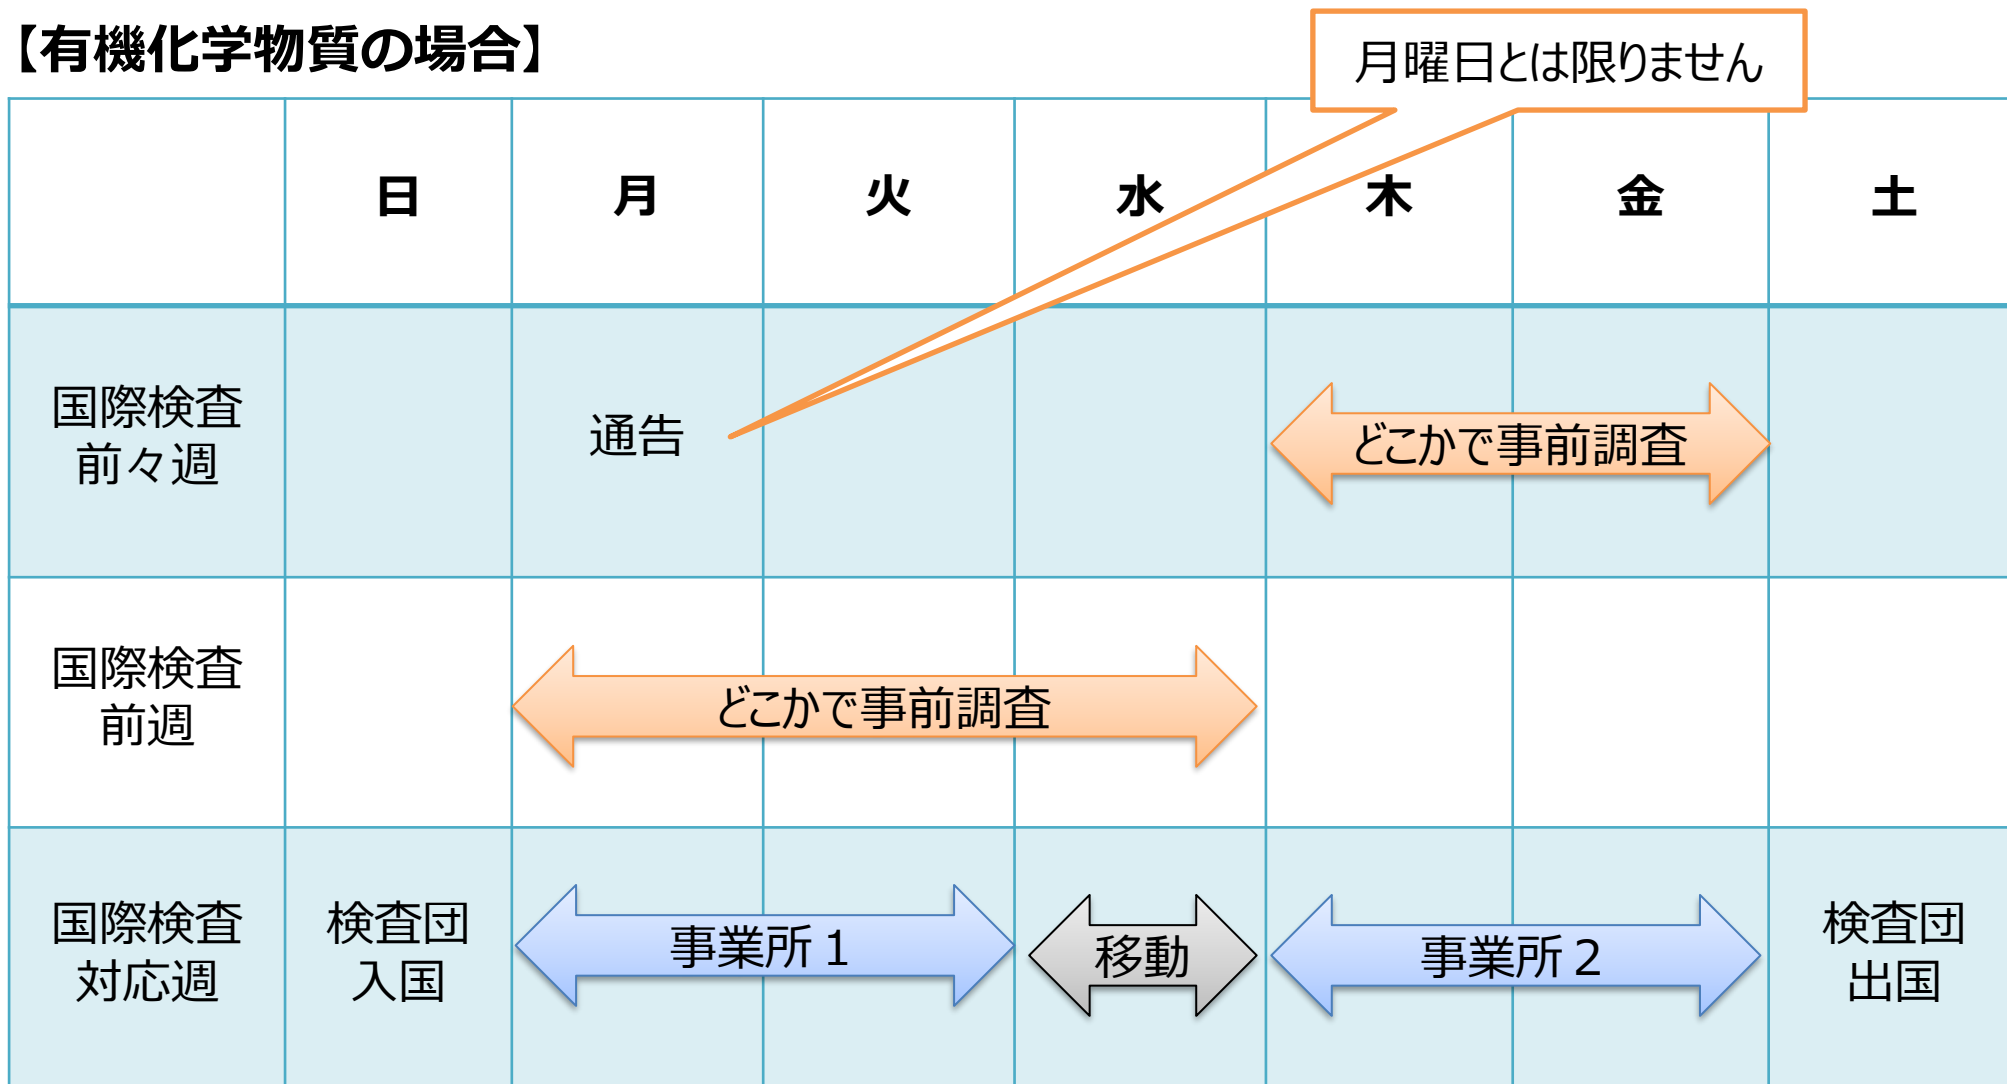 【有機化学物質の場合】
月曜日とは限りません
日 月 火 水 木 金 土
国際検査
前々週
通告
どこかで事前調査
国際検査
前週
どこかで事前調査
国際検査
対応週
検査団
入国
事業所１
移動
事業所２
検査団
出国